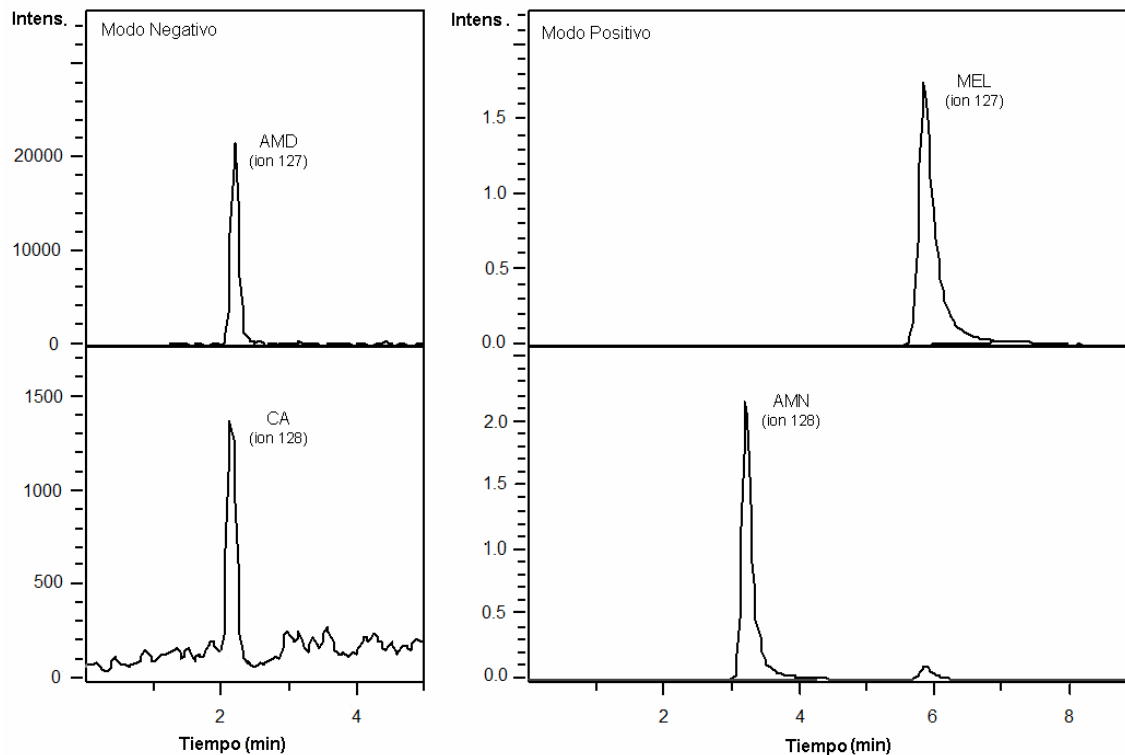 Intens.
Modo Negativo
AMD
(ion 127)
20000
10000
0
CA
(ion 128)
1500
1000
500
0
2
4
Tiempo (min)
Intens.
Modo Positivo
MEL
(ion 127)
1.5
1.0
0.5
0.0
AMN
(ion 128)
2.0
1.5
1.0
0.5
0.0
2
4
6
8
Tiempo (min)